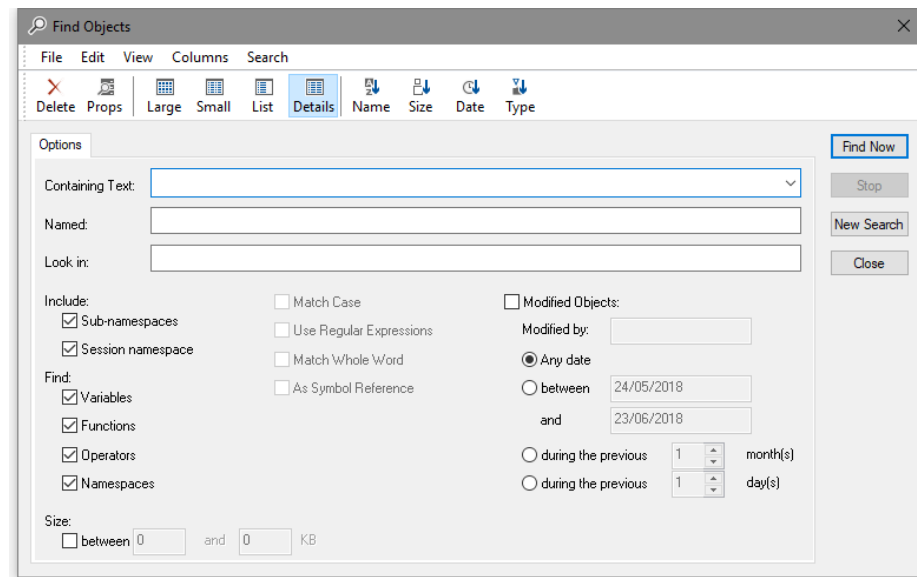 Find Objects
File Edit View Columns Search
Delete Props Large Small List Details Name Size Date Type
Options
Find Now
Containing Text:
Stop
Named:
New Search
Look in:
Close
Include:
Match Case
Modified Objects:
Sub-namespaces
Use Regular Expressions
Modified by:
Session namespace
Match Whole Word
Any date
Find:
As Symbol Reference
between 24/05/2018
Variables
and 23/06/2018
Functions
Operators
during the previous 1 month(s)
Namespaces
during the previous 1 day(s)
Size:
between 0 and 0 KB